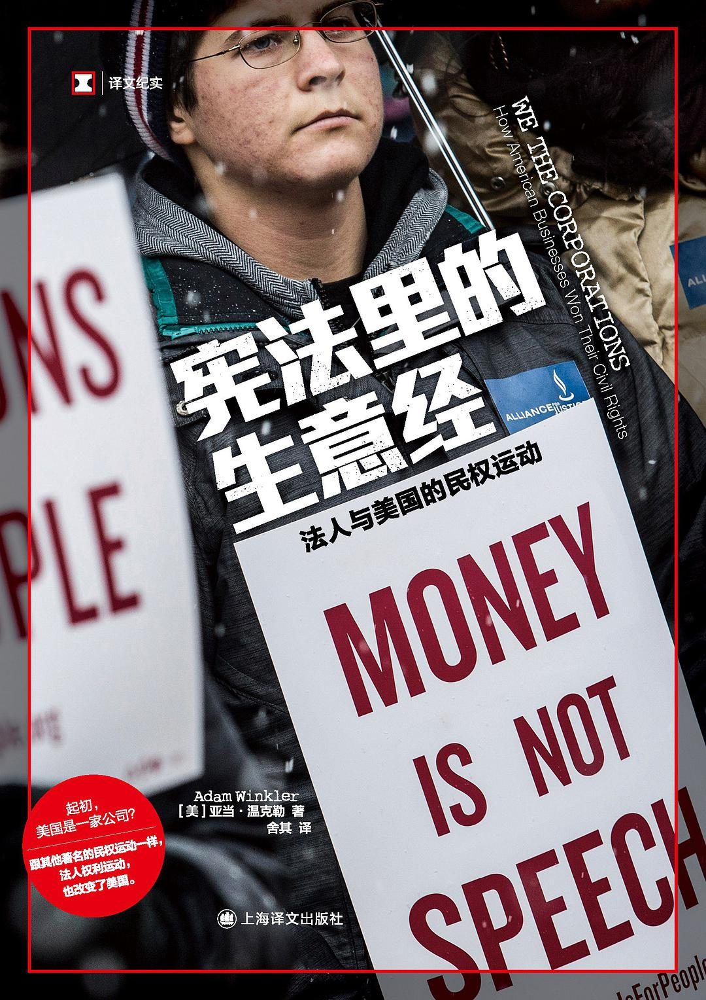 译文纪实
WE THE CORPORATIONS
How American Businesses Won Their Civil Rights
宪法里的
生意经
法人与美国的民权运动
ALLIANCE FOR JUSTICE
ALL
ONS
PLE
MONEY
IS NOT
SPEECH
Adam Winkler
[美]亚当·温克勒 著
舍其 译
起初，
美国是一家公司？
跟其他著名的民权运动一样，
法人权利运动，
也改变了美国。
上海译文出版社
ForPeople